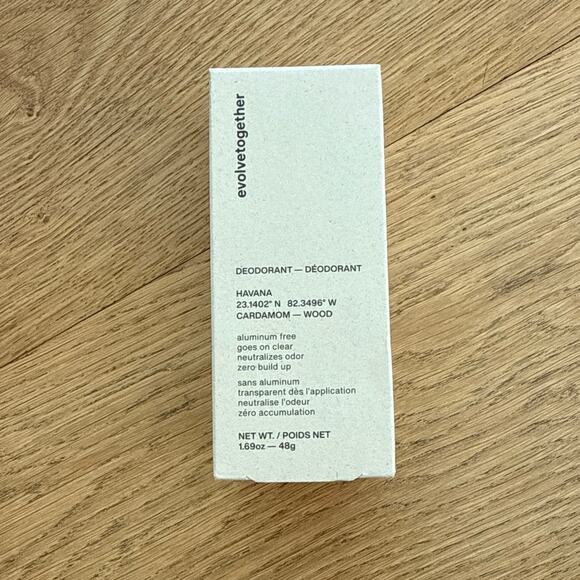 evolvetogether
DEODORANT — DÉODORANT
HAVANA
23.1402° N 82.3496° W
CARDAMOM — WOOD
aluminum free
goes on clear
neutralizes odor
zero build up
sans aluminum
transparent dès l'application
neutralise l'odeur
zéro accumulation
NET WT. / POIDS NET
1.69oz — 48g